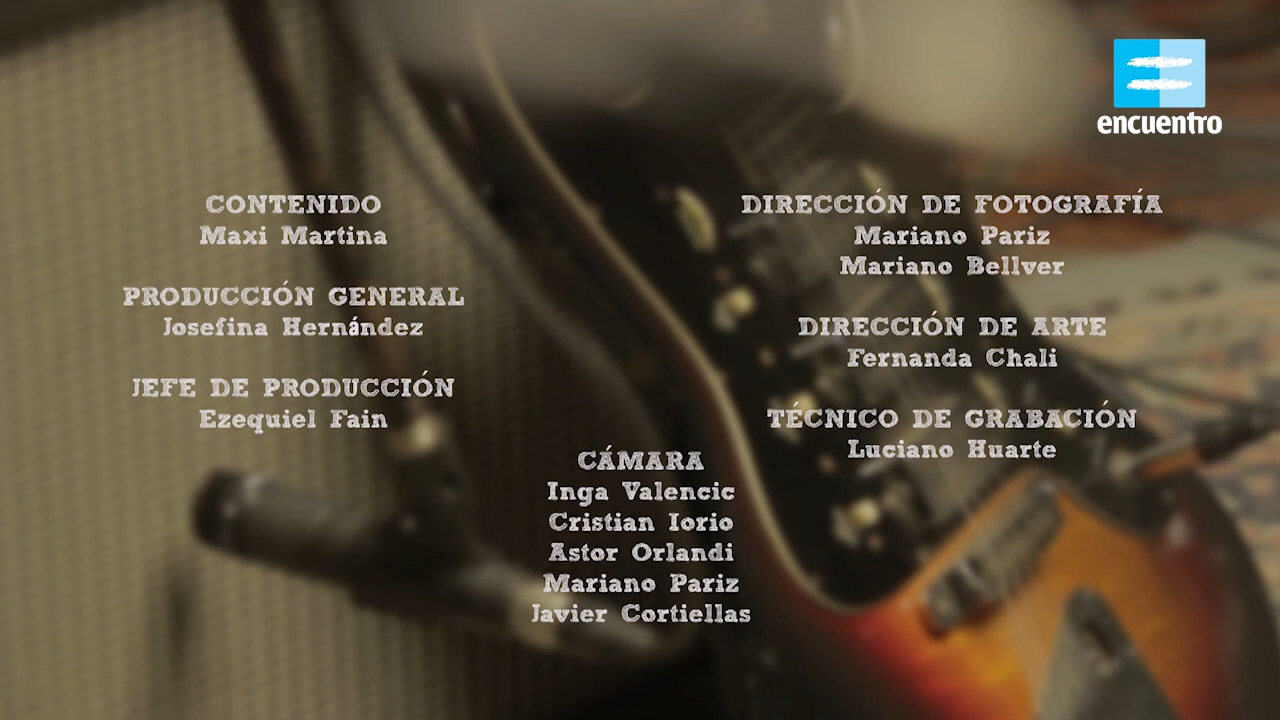 encuentro
CONTENIDO
Maxi Martina
PRODUCCIÓN GENERAL
Josefina Hernández
JEFE DE PRODUCCIÓN
Ezequiel Fain
DIRECCIÓN DE FOTOGRAFÍA
Mariano Pariz
Mariano Bellver
DIRECCIÓN DE ARTE
Fernanda Chali
TÉCNICO DE GRABACIÓN
Luciano Huarte
CÁMARA
Inga Valencic
Cristian Iorio
Astor Orlandi
Mariano Pariz
Javier Cortiellas